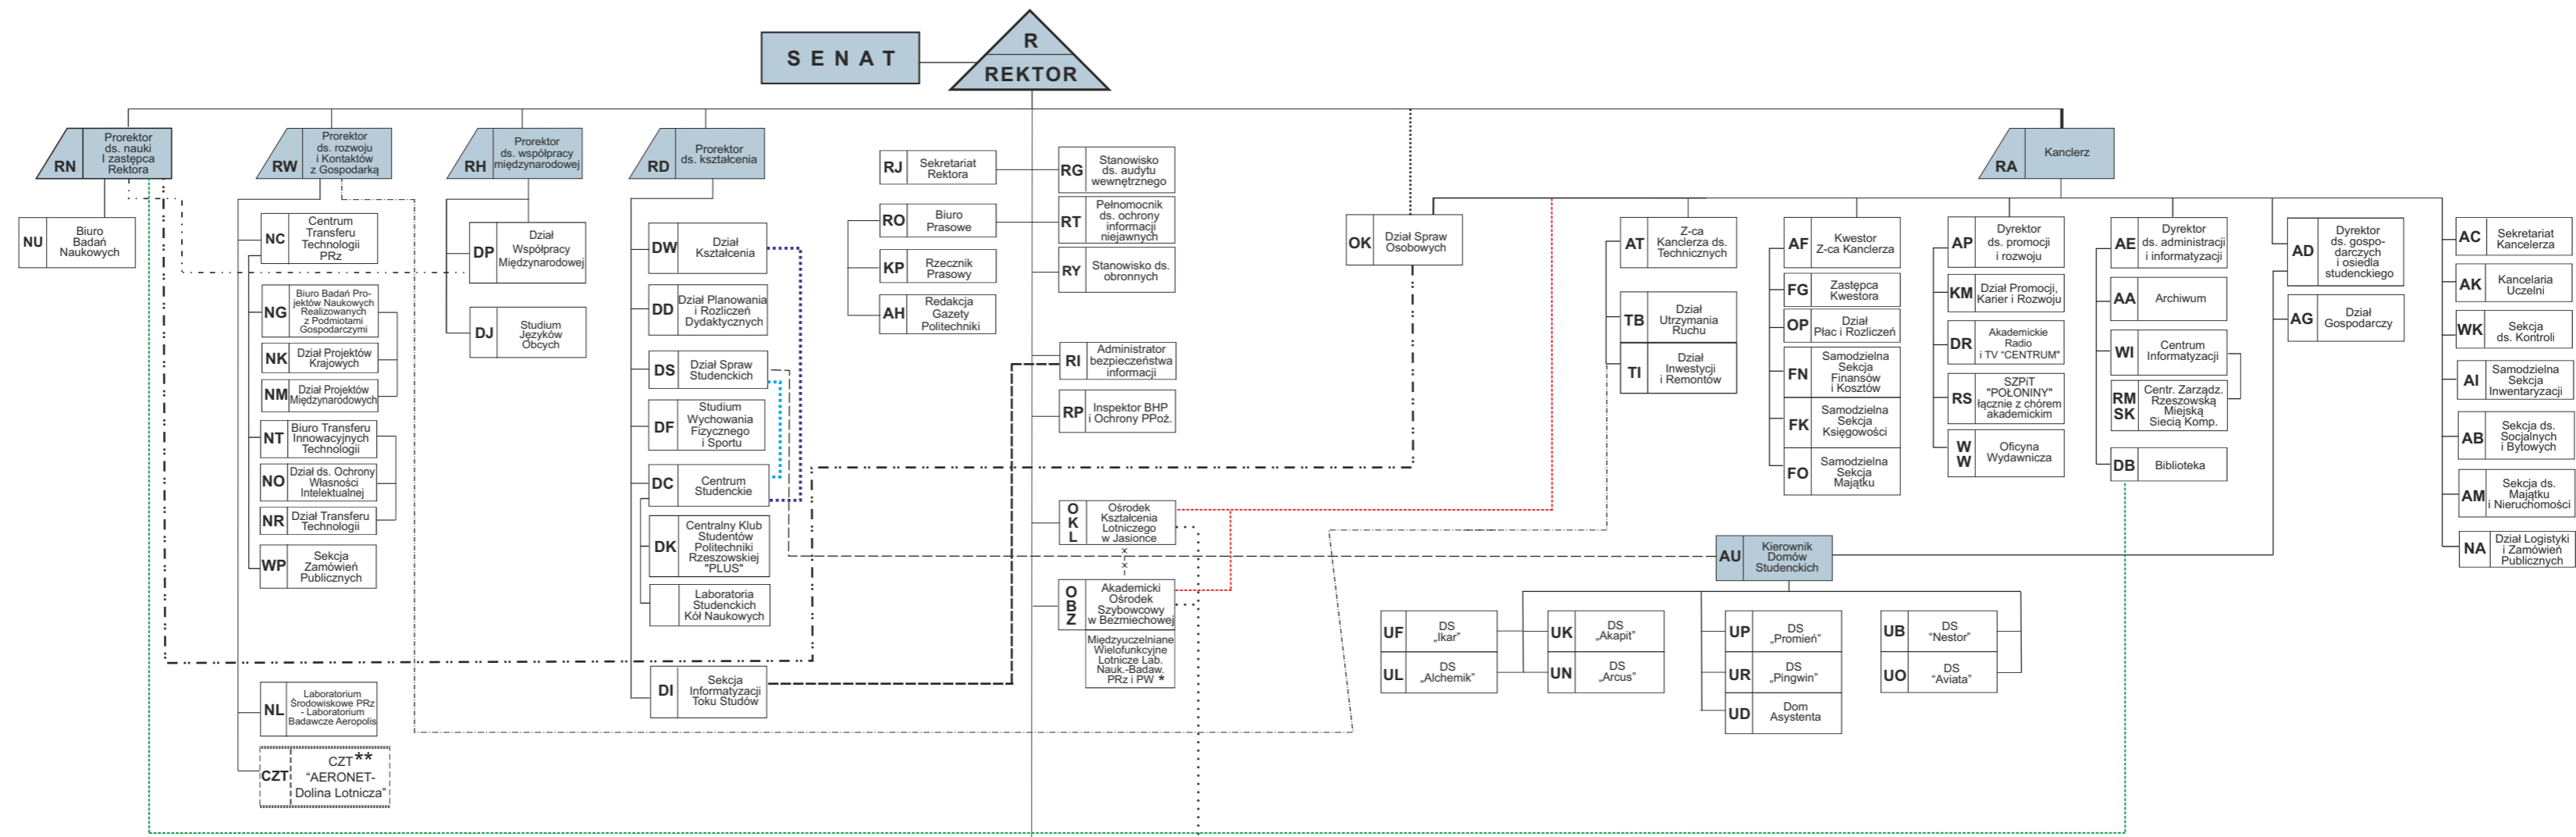 S E N A T
R
REKTOR
RN
Prorektor
ds. nauki
I zastępca
Rektora
RW
Prorektor
ds. rozwoju
i Kontaktów
z Gospodarką
RH
Prorektor
ds. współpracy
międzynarodowej
RD
Prorektor
ds. kształcenia
RA
Kanclerz
NU
Biuro
Badań
Naukowych
NC
Centrum
Transferu
Technologii
PRz
NG
Biuro Badań Pro-
jektów Naukowych
Realizowanych
z Podmiotami
Gospodarczymi
NK
Dział Projektów
Krajowych
NM
Dział Projektów
Międzynarodowych
NT
Biuro Transferu
Innowacyjnych
Technologii
NO
Dział ds. Ochrony
Własności
Intelektualnej
NR
Dział Transferu
Technologii
WP
Sekcja
Zamówień
Publicznych
NL
Laboratorium
Środowiskowe PRz
- Laboratorium
Badawcze Aeropolis
CZT
CZT**
"AERONET-
Dolina Lotnicza"
DP
Dział
Współpracy
Międzynarodowej
DJ
Studium
Języków
Obcych
DW
Dział
Kształcenia
DD
Dział Planowania
i Rozliczeń
Dydaktycznych
DS
Dział Spraw
Studenckich
DF
Studium
Wychowania
Fizycznego
i Sportu
DC
Centrum
Studenckie
DK
Centralny Klub
Studentów
Politechniki
Rzeszowskiej
"PLUS"
Laboratoria
Studenckich
Kół Naukowych
DI
Sekcja
Informatyzacji
Toku Studów
RJ
Sekretariat
Rektora
RO
Biuro
Prasowe
KP
Rzecznik
Prasowy
AH
Redakcja
Gazety
Politechniki
RG
Stanowisko
ds. audytu
wewnętrznego
RT
Pełnomocnik
ds. ochrony
informacji
niejawnych
RY
Stanowisko ds.
obronnych
RI
Administrator
bezpieczeństwa
informacji
RP
Inspektor BHP
i Ochrony PPoż.
O
K
L
Ośrodek
Kształcenia
Lotniczego
w Jasionce
O
B
Z
Akademicki
Ośrodek
Szybowcowy
w Bezmiechowej
Międzyuczelniane
Wielofunkcyjne
Lotnicze Lab.
Nauk.-Badaw.
PRz i PW *
OK
Dział Spraw
Osobowych
AT
Z-ca
Kanclerza ds.
Technicznych
TB
Dział
Utrzymania
Ruchu
TI
Dział
Inwestycji
i Remontów
AF
Kwestor
Z-ca Kanclerza
FG
Zastępca
Kwestora
OP
Dział
Płac i Rozliczeń
FN
Samodzielna
Sekcja
Finansów
i Kosztów
FK
Samodzielna
Sekcja
Księgowości
FO
Samodzielna
Sekcja
Majątku
AP
Dyrektor
ds. promocji
i rozwoju
KM
Dział Promocji,
Karier i Rozwoju
DR
Akademickie
Radio
i TV "CENTRUM"
RS
SZPiT
"POŁONINY"
łącznie z chórem
akademickim
W
W
Oficyna
Wydawnicza
AE
Dyrektor
ds. administracji
i informatyzacji
AA
Archiwum
WI
Centrum
Informatyzacji
RM
SK
Centr. Zarządz.
Rzeszowską
Miejską
Siecią Komp.
DB
Biblioteka
AD
Dyrektor
ds. gospo-
darczych
i osiedla
studenckiego
AG
Dział
Gospodarczy
AC
Sekretariat
Kancelerza
AK
Kancelaria
Uczelni
WK
Sekcja
ds. Kontroli
AI
Samodzielna
Sekcja
Inwentaryzacji
AB
Sekcja ds.
Socjalnych
i Bytowych
AM
Sekcja ds.
Majątku
i Nieruchomości
NA
Dział Logistyki
i Zamówień
Publicznych
AU
Kierownik
Domów
Studenckich
UF
DS
„Ikar”
UL
DS
„Alchemik”
UK
DS
„Akapit”
UN
DS
„Arcus”
UP
DS
„Promień”
UR
DS
„Pingwin”
UD
Dom
Asystenta
UB
DS
"Nestor"
UO
DS
"Aviata"